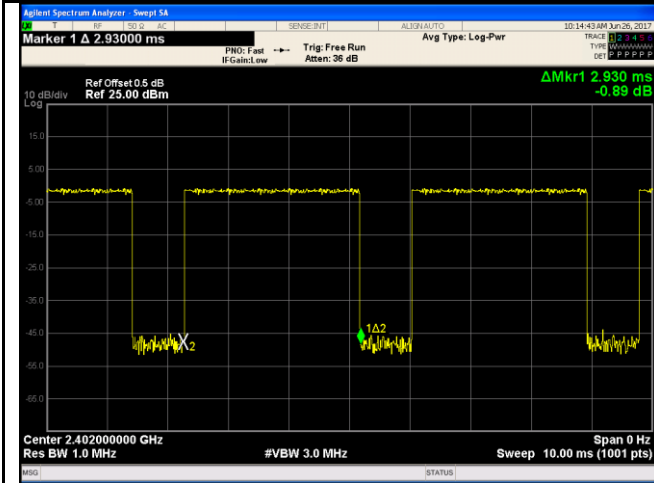 Agilent Spectrum Analyzer - Swept SA
T RF 50 Ω AC SENSE:INT ALIGN AUTO 10:14:43 AM Jun 26, 2017
Marker 1 Δ 2.93000 ms
PNO: Fast Trig: Free Run
IFGain:Low Atten: 36 dB
Avg Type: Log-Pwr
TRACE 1 2 3 4 5 6
TYPE
DET P P P P P P
ΔMkr1 2.930 ms
-0.89 dB
Ref Offset 0.5 dB
10 dB/div Ref 25.00 dBm
Log
15.0
5.00
-5.00
-15.0
-25.0
-35.0
-45.0
-55.0
-65.0
X2
1Δ2
Center 2.402000000 GHz Span 0 Hz
Res BW 1.0 MHz #VBW 3.0 MHz Sweep 10.00 ms (1001 pts)
MSG STATUS